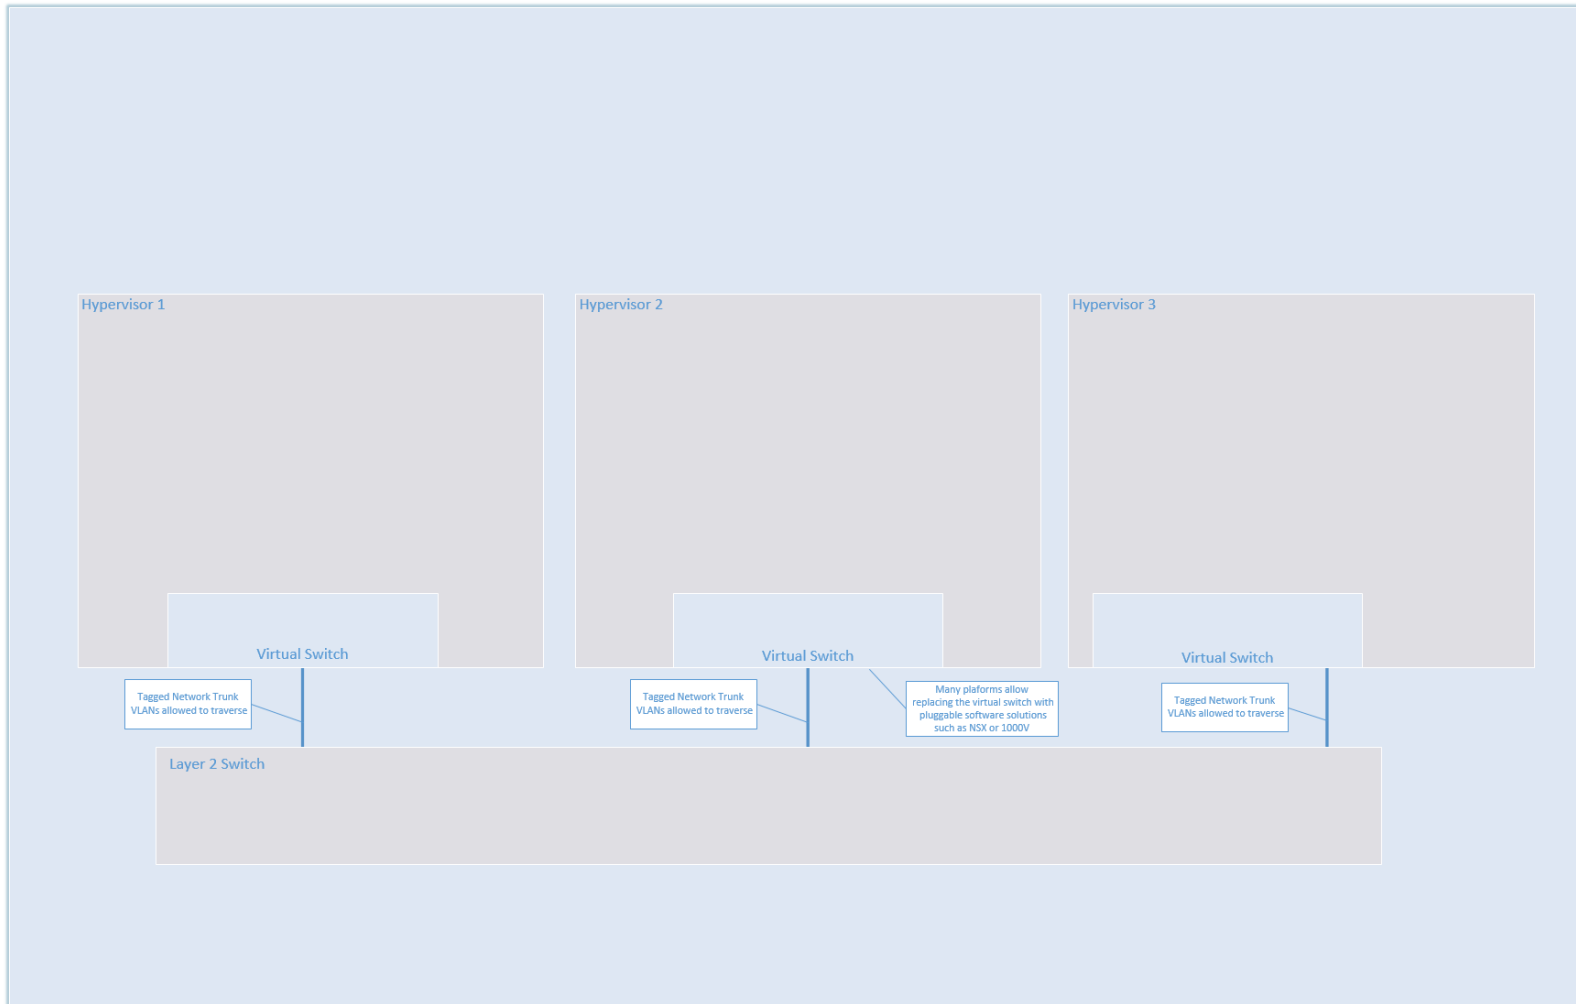 Hypervisor 1
Hypervisor 2
Hypervisor 3
Virtual Switch
Virtual Switch
Virtual Switch
Tagged Network Trunk
VLANs allowed to traverse
Tagged Network Trunk
VLANs allowed to traverse
Many plaforms allow
replacing the virtual switch with
pluggable software solutions
such as NSX or 1000V
Tagged Network Trunk
VLANs allowed to traverse
Layer 2 Switch